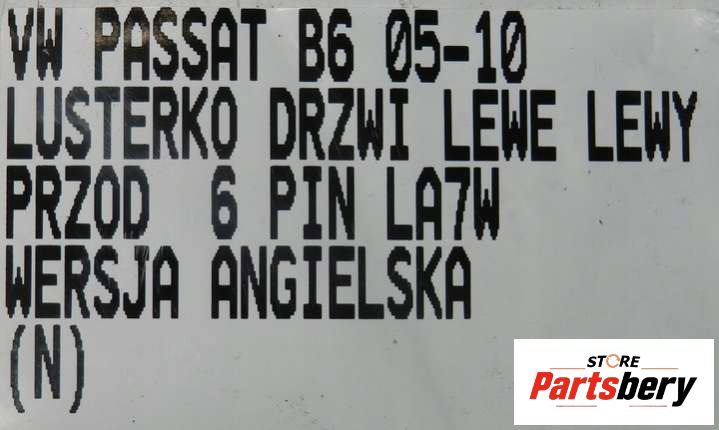 VW PASSAT B6 05-10
LUSTERKO DRZWI LEWE LEWY
PRZOD 6 PIN LA7W
WERSJA ANGIELSKA
(N)
STORE
Partsbery